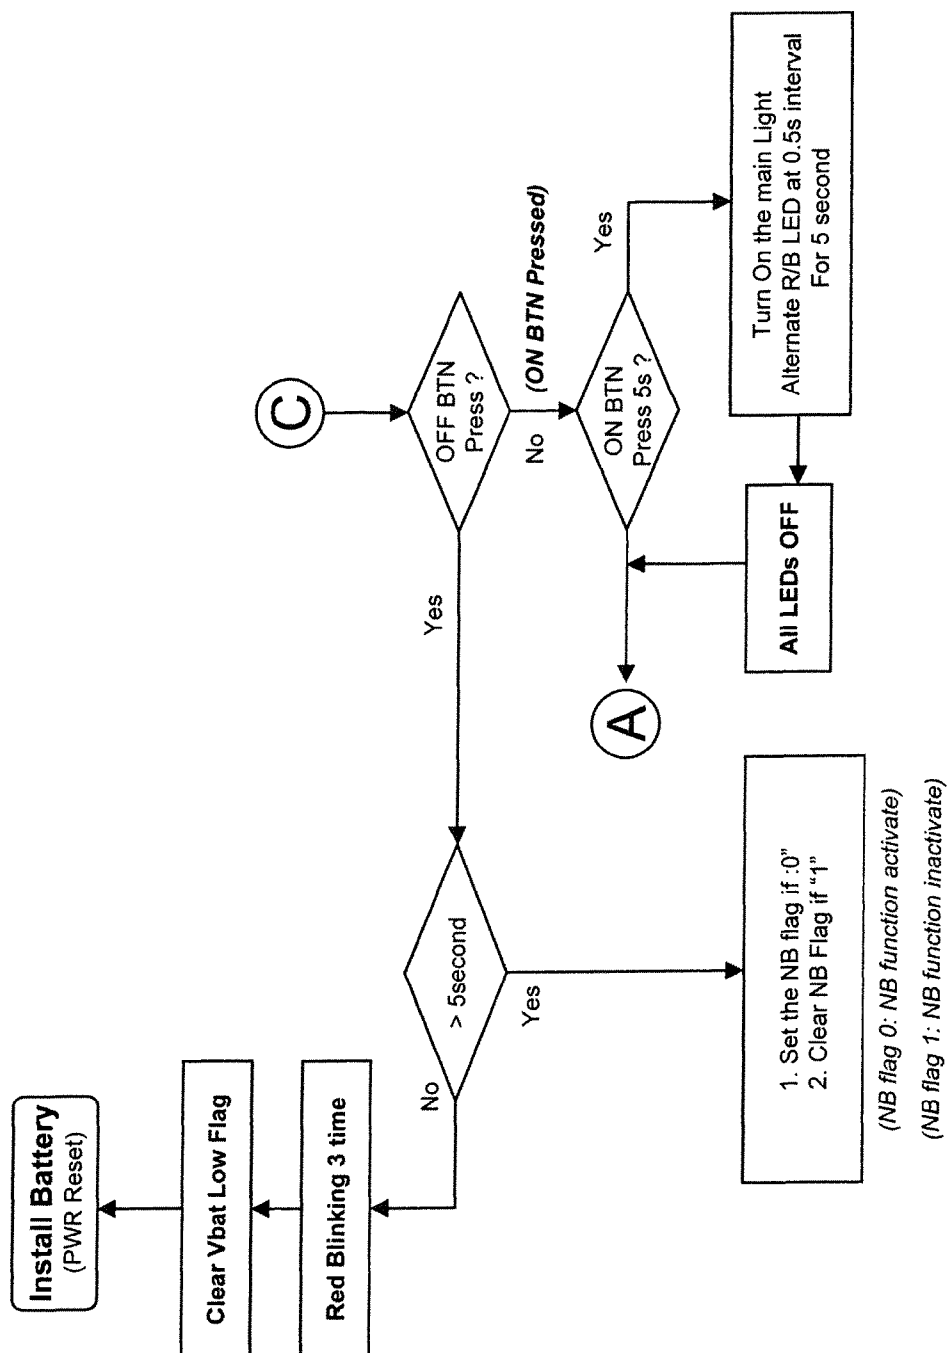 C
OFF BTN
Press ?
Yes
No
(ON BTN Pressed)
ON BTN
Press 5s ?
Yes
Turn On the main Light
Alternate R/B LED at 0.5s interval
For 5 second
All LEDs OFF
A
> 5second
No
Yes
Red Blinking 3 time
Clear Vbat Low Flag
Install Battery
(PWR Reset)
1. Set the NB flag if :0”
2. Clear NB Flag if “1”
(NB flag 0: NB function activate)
(NB flag 1: NB function inactivate)